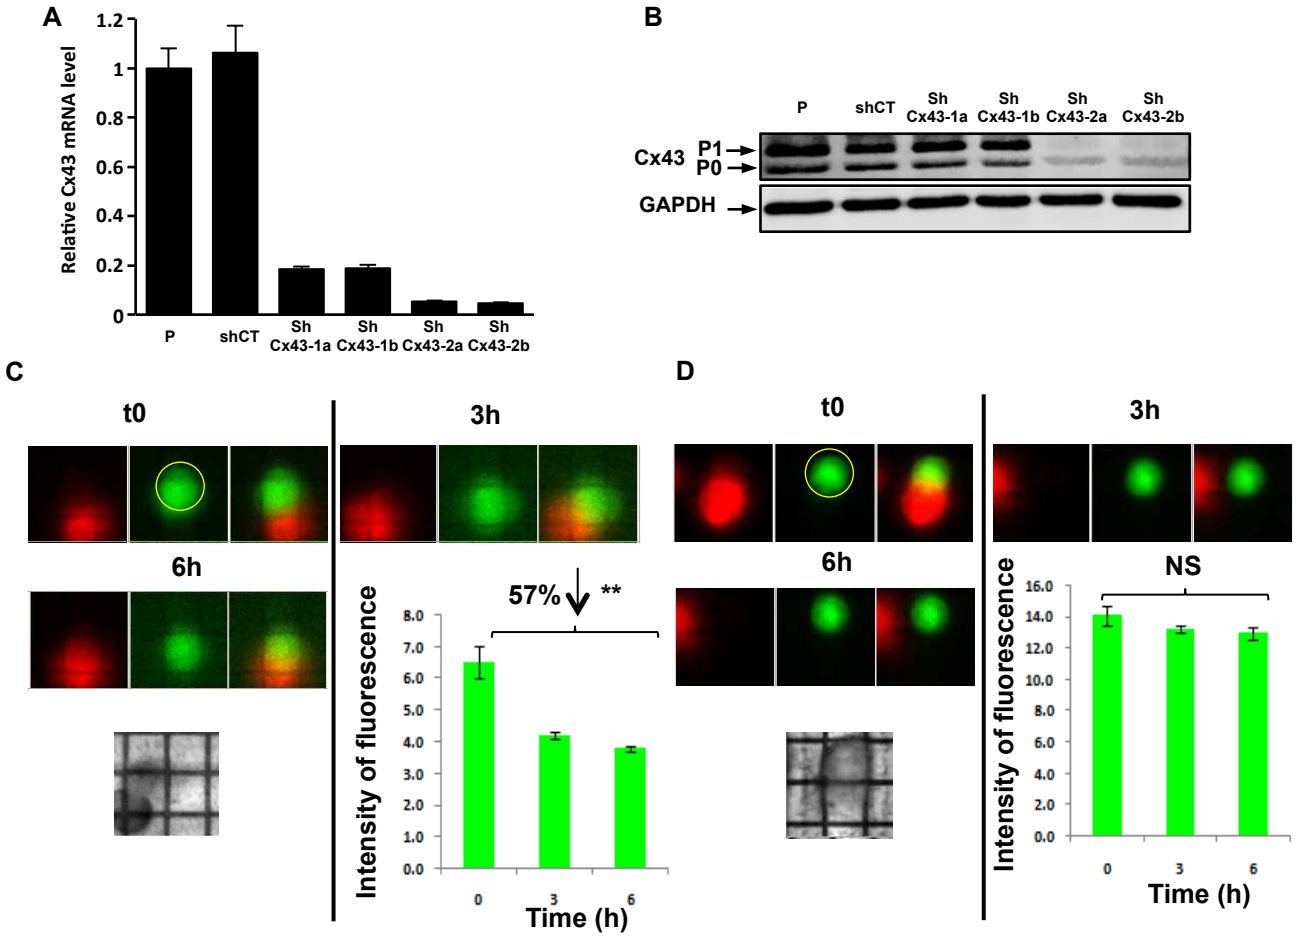 A
Relative Cx43 mRNA level
1.2
1
0.8
0.6
0.4
0.2
0
P
shCT
Sh
Cx43-1a
Sh
Cx43-1b
Sh
Cx43-2a
Sh
Cx43-2b
B
P
shCT
Sh
Cx43-1a
Sh
Cx43-1b
Sh
Cx43-2a
Sh
Cx43-2b
Cx43
P1
P0
GAPDH
C
t0
3h
6h
57%
**
Intensity of fluorescence
8.0
7.0
6.0
5.0
4.0
3.0
2.0
1.0
0.0
0
3
6
Time (h)
D
t0
3h
6h
NS
Intensity of fluorescence
16.0
14.0
12.0
10.0
8.0
6.0
4.0
2.0
0.0
0
3
6
Time (h)